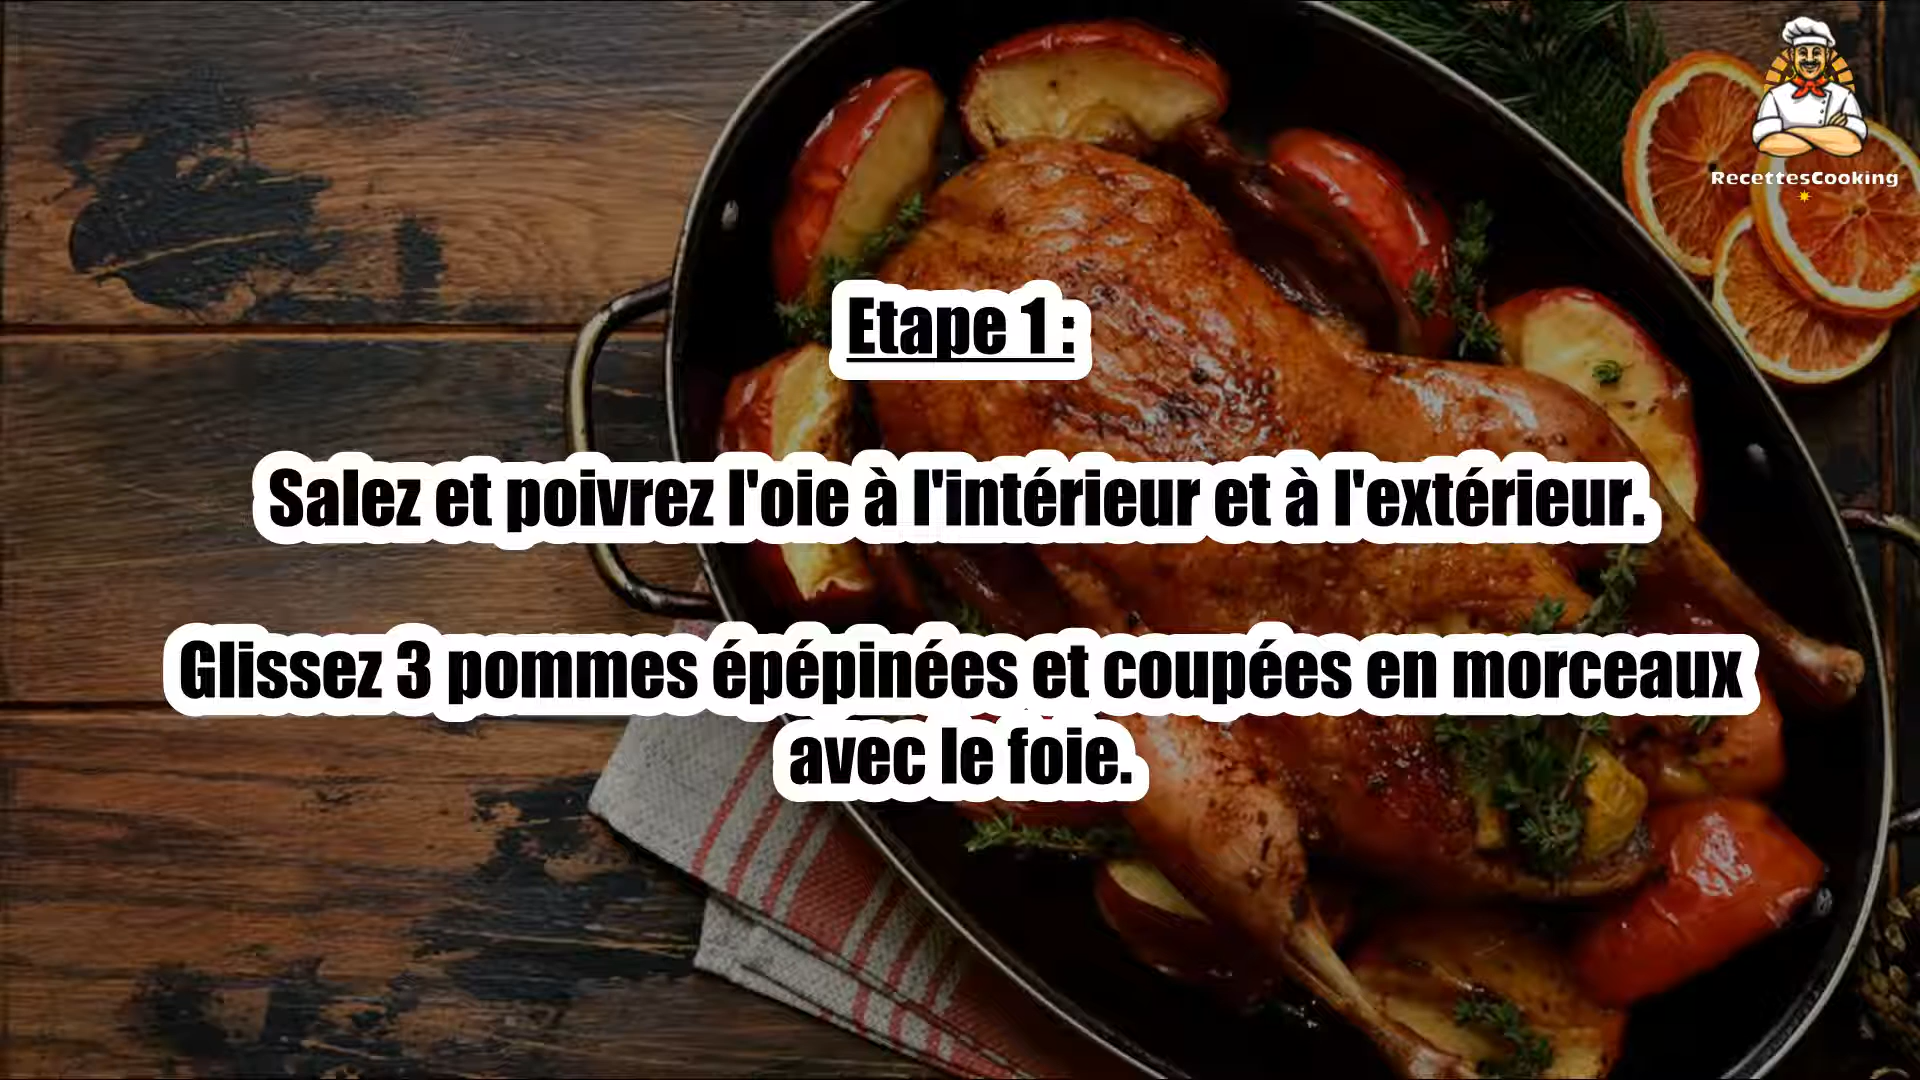 RecettesCooking
Etape 1 :
Salez et poivrez l'oie à l'intérieur et à l'extérieur.
Glissez 3 pommes épépinées et coupées en morceaux
avec le foie.